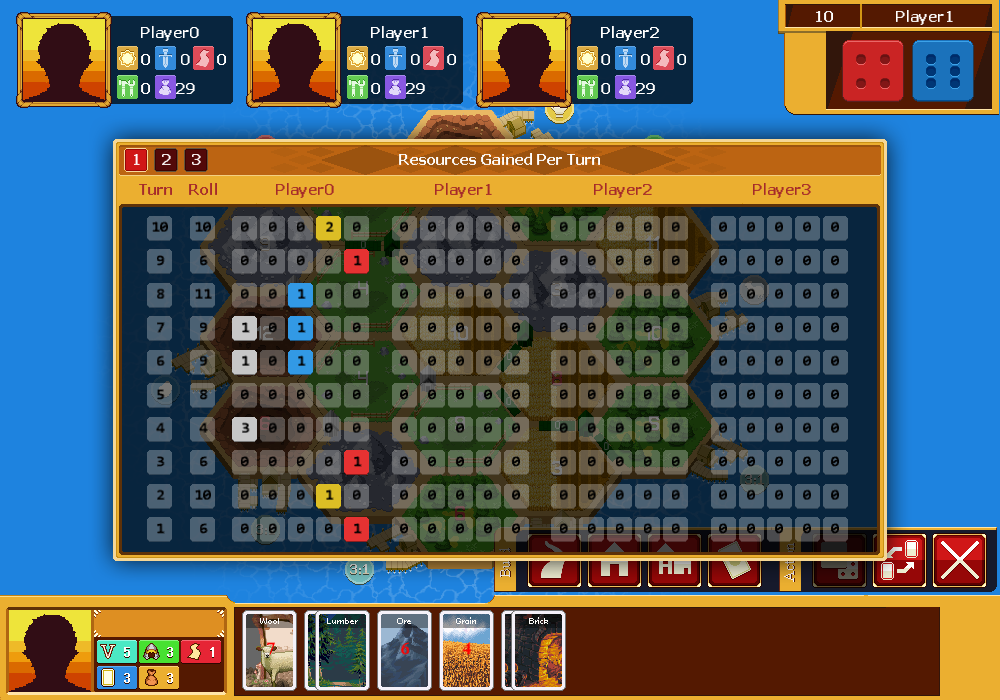 Player0
0 0 0
0 29
Player1
0 0 0
0 29
Player2
0 0 0
0 29
10 Player1
1 2 3
Resources Gained Per Turn
Turn Roll Player0 Player1 Player2 Player3
10 10 0 0 0 2 0 0 0 0 0 0 0 0 0 0 0 0 0 0 0 0
9 6 0 0 0 0 1 0 0 0 0 0 0 0 0 0 0 0 0 0 0 0
8 11 0 0 1 0 0 0 0 0 0 0 0 0 0 0 0 0 0 0 0 0
7 9 1 0 1 0 0 0 0 0 0 0 0 0 0 0 0 0 0 0 0 0
6 9 1 0 1 0 0 0 0 0 0 0 0 0 0 0 0 0 0 0 0 0
5 8 0 0 0 0 0 0 0 0 0 0 0 0 0 0 0 0 0 0 0 0
4 4 3 0 0 0 0 0 0 0 0 0 0 0 0 0 0 0 0 0 0 0
3 6 0 0 0 0 1 0 0 0 0 0 0 0 0 0 0 0 0 0 0 0
2 10 0 0 0 1 0 0 0 0 0 0 0 0 0 0 0 0 0 0 0 0
1 6 0 0 0 0 1 0 0 0 0 0 0 0 0 0 0 0 0 0 0 0
3:1
5 3 1
3 3
Wool
7
Lumber
Ore
6
Grain
4
Brick